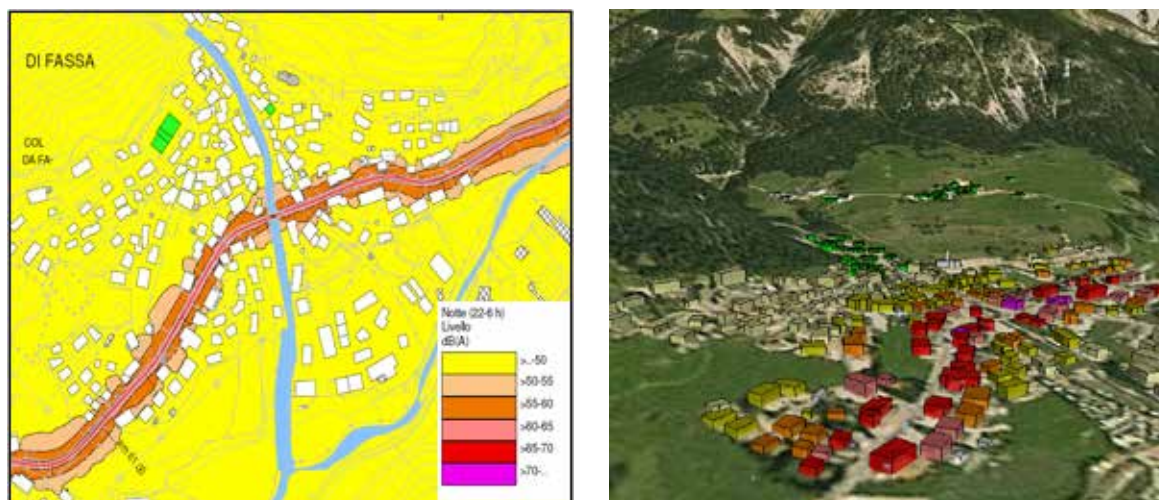 DI FASSA
COL
DA FA-
Notte (22-6 h)
Livello
dB(A)
>..-50
>50-55
>55-60
>60-65
>65-70
>70-..